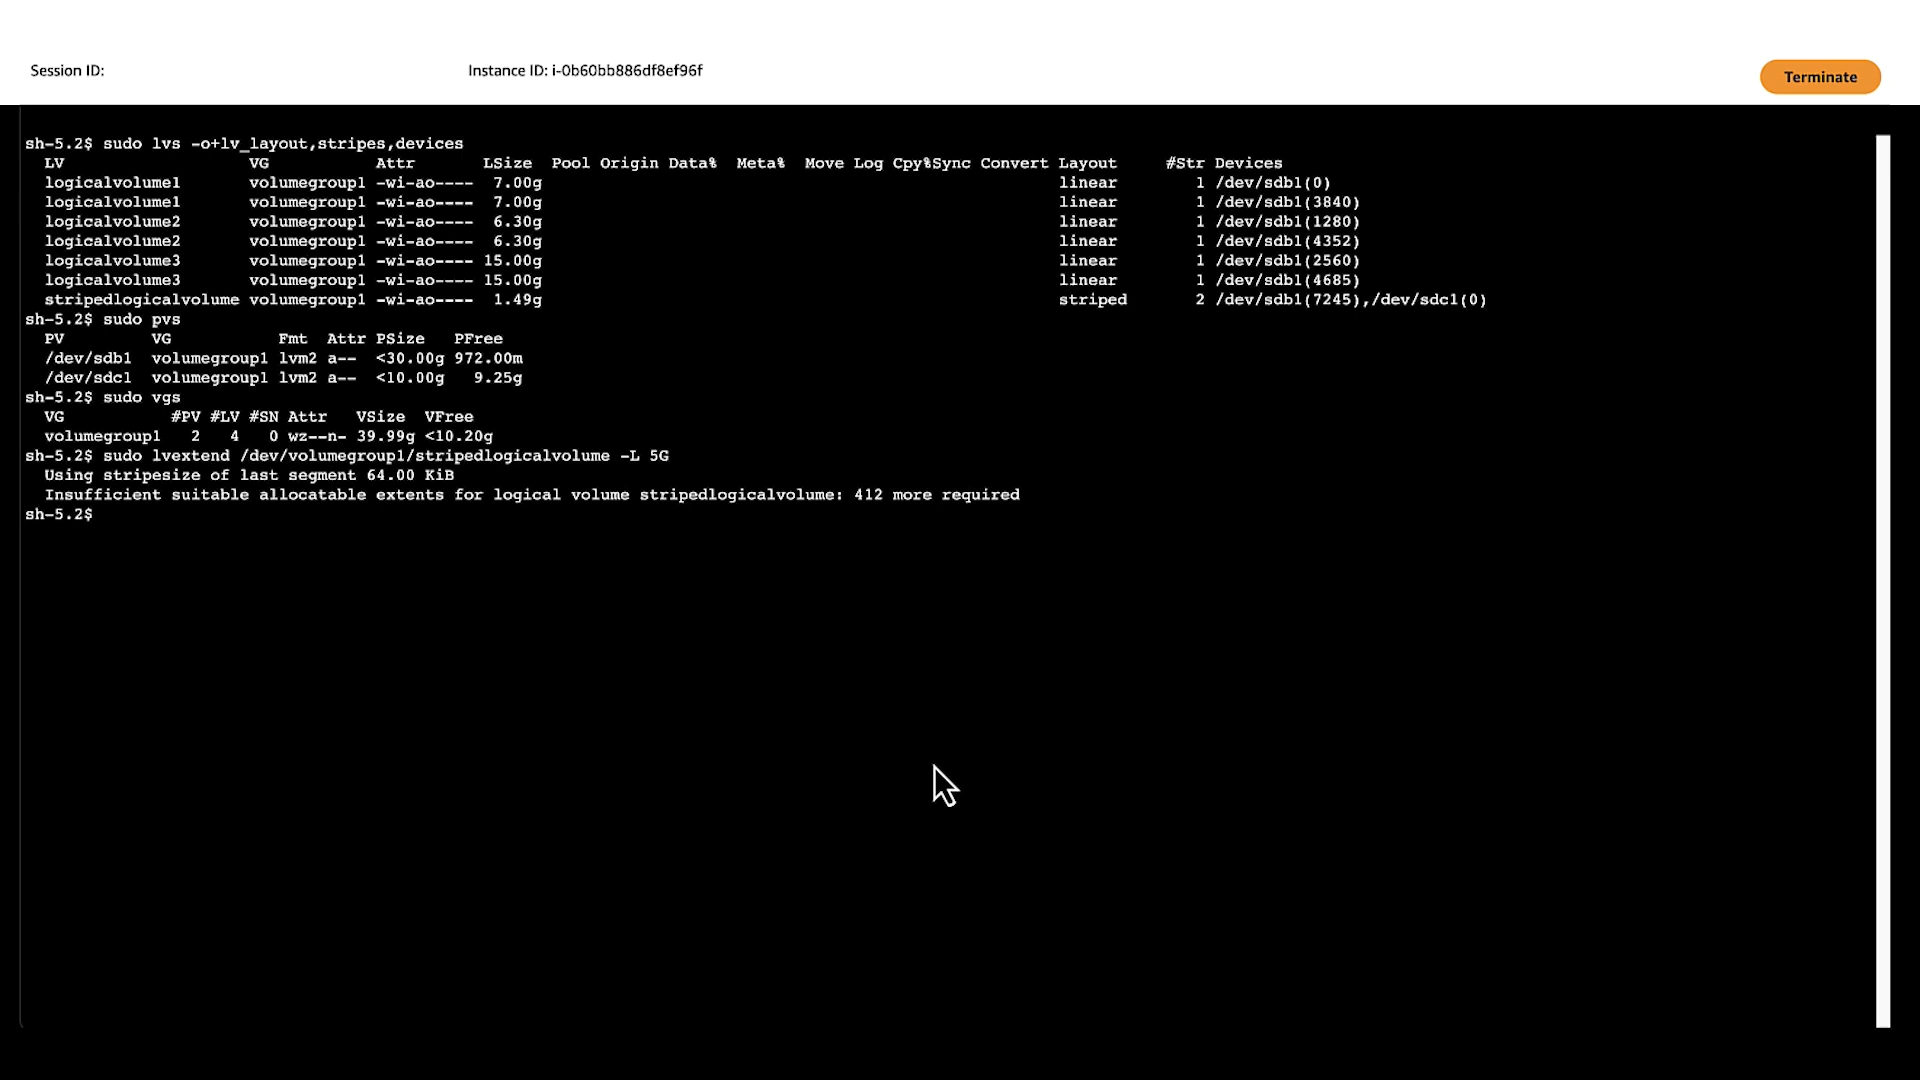 Session ID:
Instance ID: i-0b60bb886df8ef96f
Terminate
sh-5.2$ sudo lvs -o+lv_layout,stripes,devices
LV VG Attr LSize Pool Origin Data% Meta% Move Log Cpy%Sync Convert Layout #Str Devices
logicalvolume1 volumegroup1 -wi-ao---- 7.00g linear 1 /dev/sdb1(0)
logicalvolume1 volumegroup1 -wi-ao---- 7.00g linear 1 /dev/sdb1(3840)
logicalvolume2 volumegroup1 -wi-ao---- 6.30g linear 1 /dev/sdb1(1280)
logicalvolume2 volumegroup1 -wi-ao---- 6.30g linear 1 /dev/sdb1(4352)
logicalvolume3 volumegroup1 -wi-ao---- 15.00g linear 1 /dev/sdb1(2560)
logicalvolume3 volumegroup1 -wi-ao---- 15.00g linear 1 /dev/sdb1(4685)
stripedlogicalvolume volumegroup1 -wi-ao---- 1.49g striped 2 /dev/sdb1(7245),/dev/sdc1(0)
sh-5.2$ sudo pvs
PV VG Fmt Attr PSize PFree
/dev/sdb1 volumegroup1 lvm2 a-- <30.00g 972.00m
/dev/sdc1 volumegroup1 lvm2 a-- <10.00g 9.25g
sh-5.2$ sudo vgs
VG #PV #LV #SN Attr VSize VFree
volumegroup1 2 4 0 wz--n- 39.99g <10.20g
sh-5.2$ sudo lvextend /dev/volumegroup1/stripedlogicalvolume -L 5G
Using stripesize of last segment 64.00 KiB
Insufficient suitable allocatable extents for logical volume stripedlogicalvolume: 412 more required
sh-5.2$